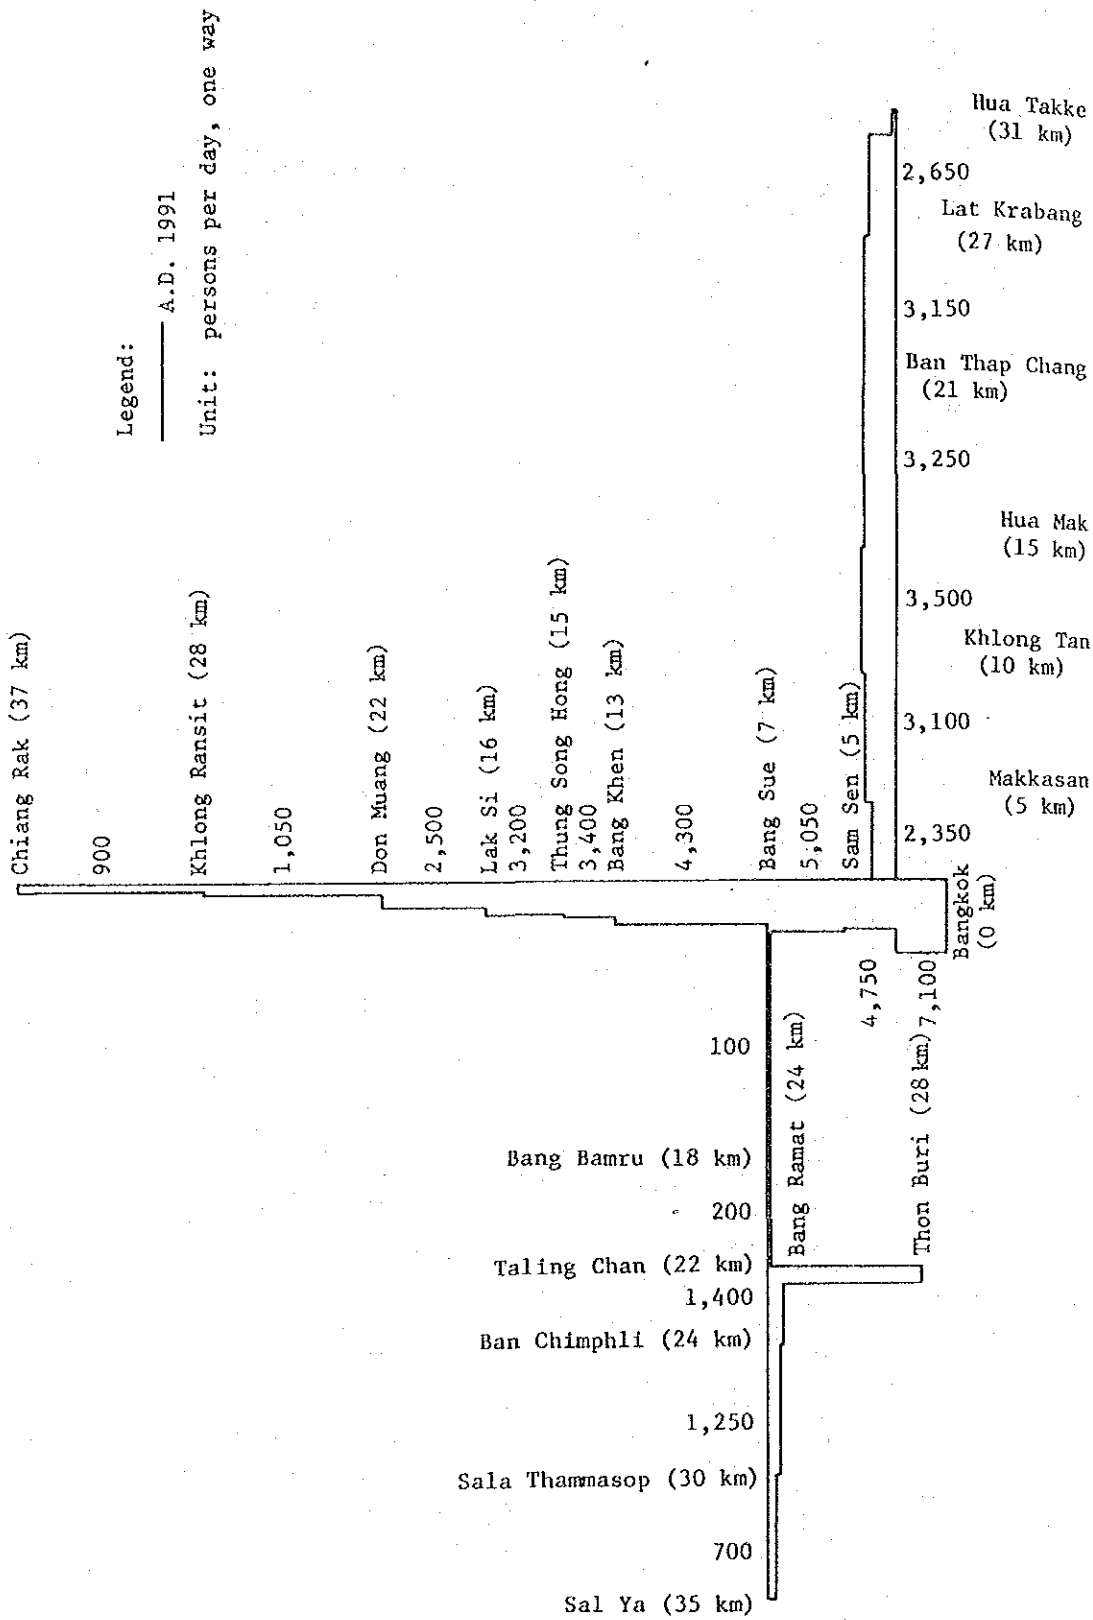 Legend:
A.D. 1991
Unit: persons per day, one way
Chiang Rak (37 km)
900
Khlong Ransit (28 km)
1,050
Don Muang (22 km)
2,500
Lak Si (16 km)
3,200
Thung Song Hong (15 km)
3,400
Bang Khen (13 km)
4,300
Bang Sue (7 km)
5,050
Sam Sen (5 km)
4,750
7,100
Bangkok
(0 km)
Hua Takke
(31 km)
2,650
Lat Krabang
(27 km)
3,150
Ban Thap Chang
(21 km)
3,250
Hua Mak
(15 km)
3,500
Khlong Tan
(10 km)
3,100
Makkasan
(5 km)
2,350
100
Bang Bamru (18 km)
200
Taling Chan (22 km)
Bang Ramat (24 km)
Thon Buri (28 km)
1,400
Ban Chimphli (24 km)
1,250
Sala Thammasop (30 km)
700
Sal Ya (35 km)